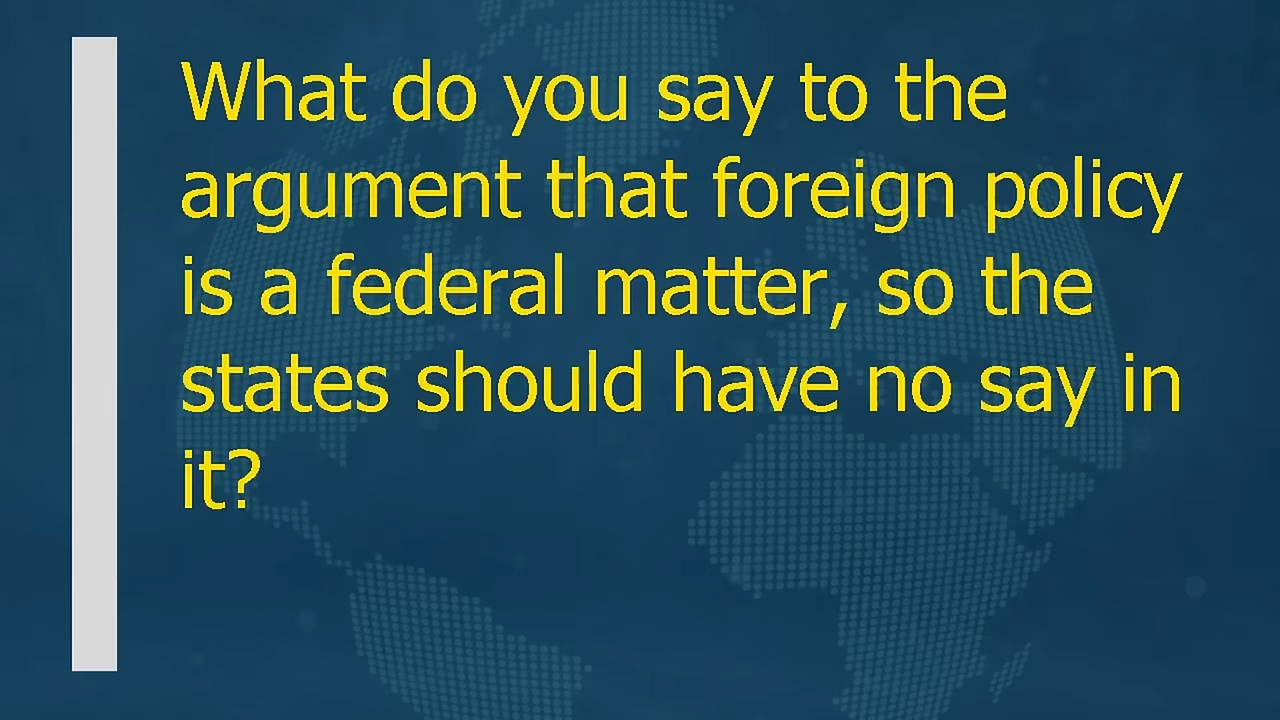 What do you say to the
argument that foreign policy
is a federal matter, so the
states should have no say in
it?